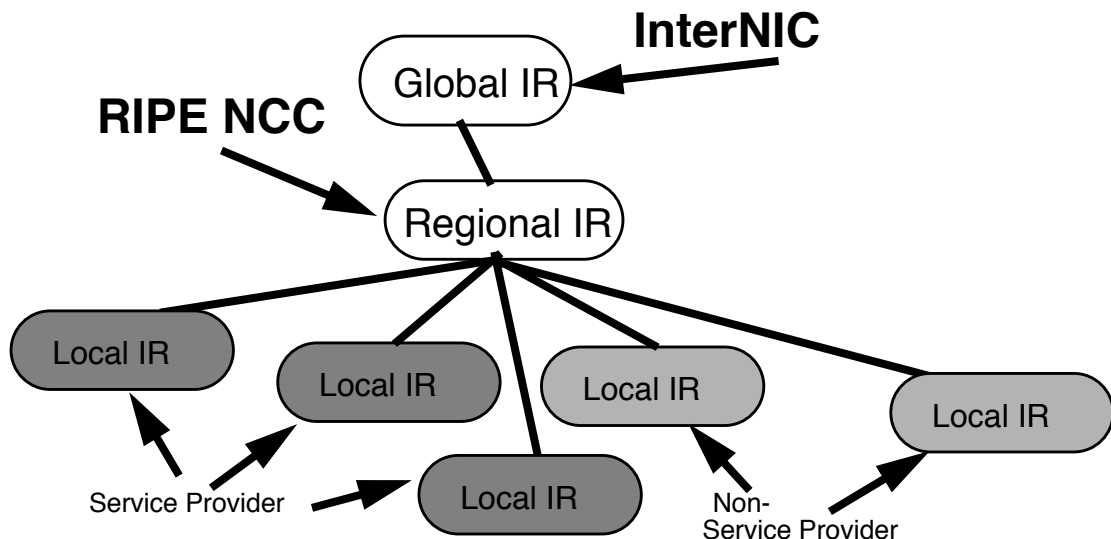 InterNIC
Global IR
RIPE NCC
Regional IR
Local IR
Local IR
Local IR
Local IR
Local IR
Service Provider
Non-
Service Provider